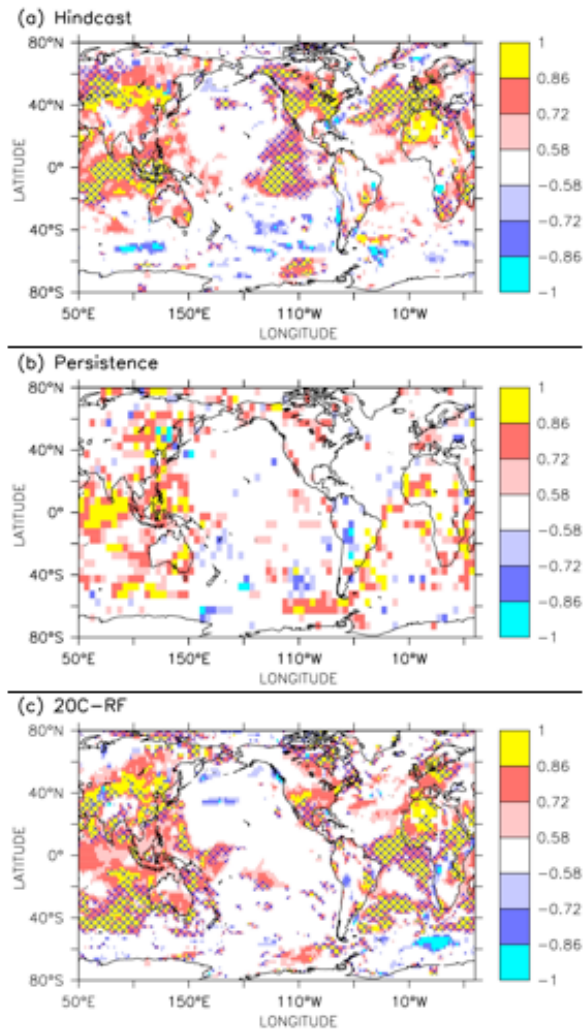 (a) Hindcast
80°N
40°N
0°
40°S
80°S
LATITUDE
50°E 150°E 110°W 10°W
LONGITUDE
1
0.86
0.72
0.58
-0.58
-0.72
-0.86
-1
(b) Persistence
80°N
40°N
0°
40°S
80°S
LATITUDE
50°E 150°E 110°W 10°W
LONGITUDE
1
0.86
0.72
0.58
-0.58
-0.72
-0.86
-1
(c) 20C-RF
80°N
40°N
0°
40°S
80°S
LATITUDE
50°E 150°E 110°W 10°W
LONGITUDE
1
0.86
0.72
0.58
-0.58
-0.72
-0.86
-1